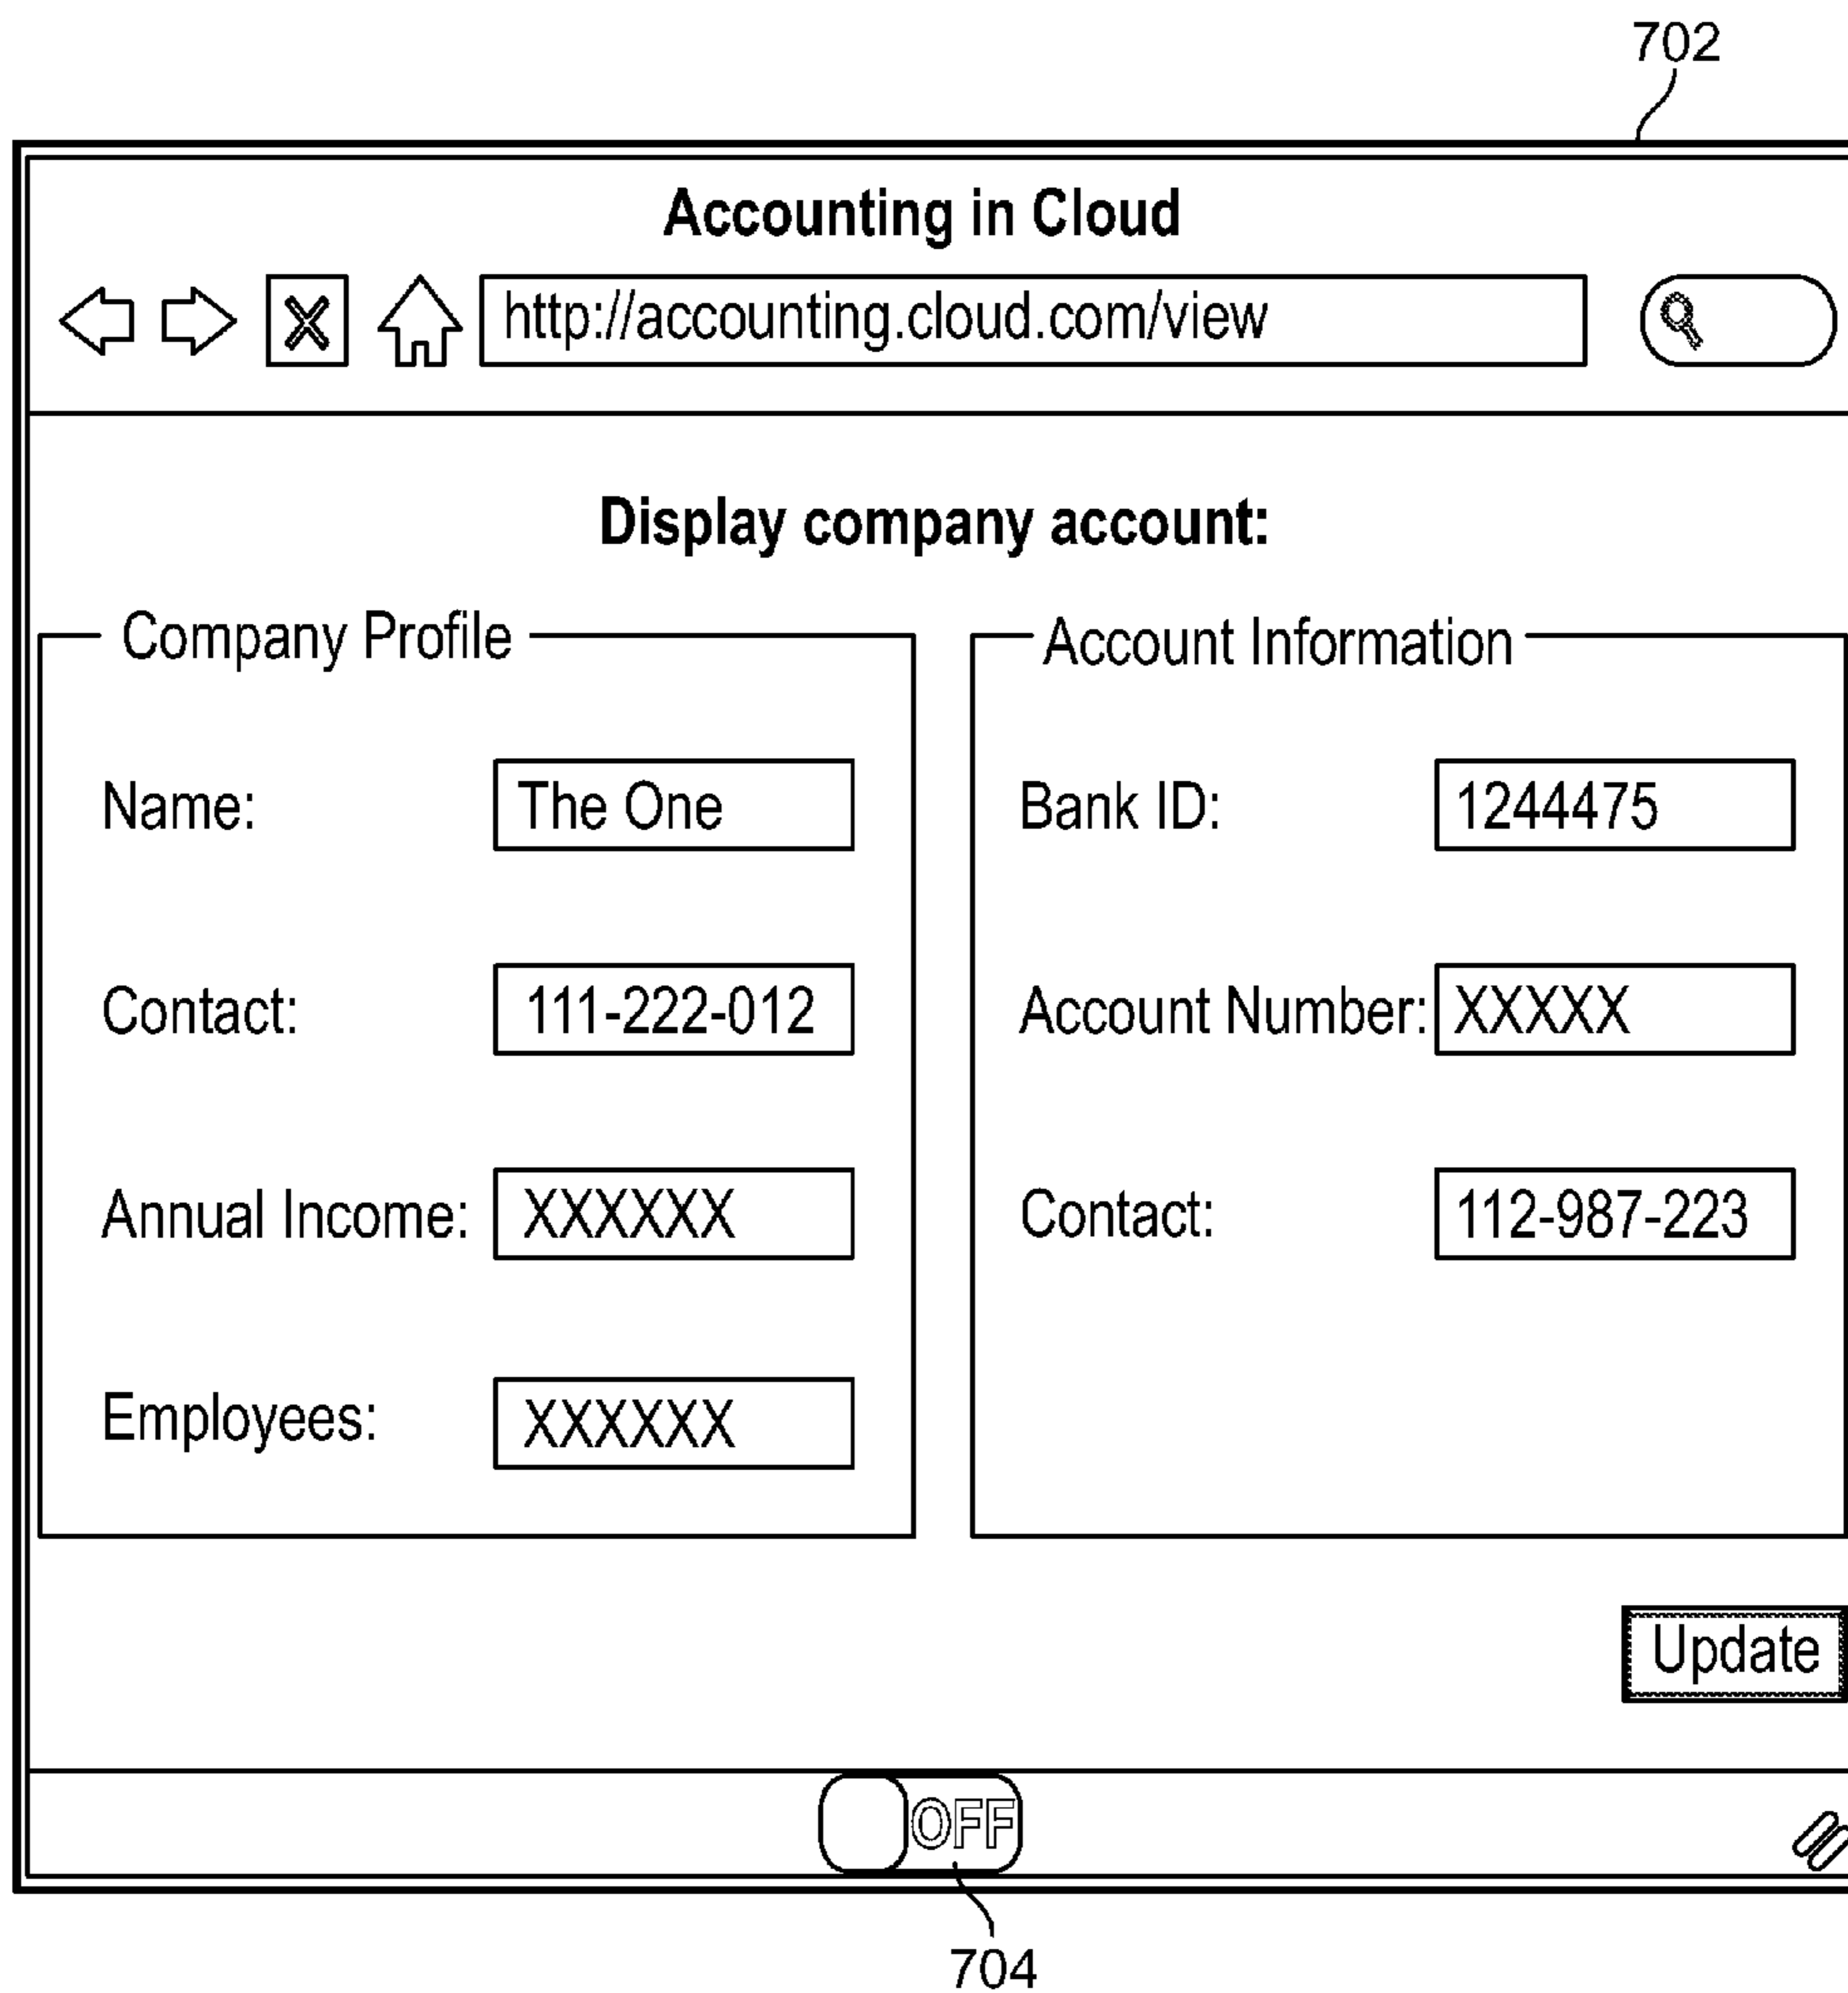 702
Accounting in Cloud
http://accounting.cloud.com/view
Display company account:
Company Profile
Name: The One
Contact: 111-222-012
Annual Income: XXXXXX
Employees: XXXXXX
Account Information
Bank ID: 1244475
Account Number: XXXXX
Contact: 112-987-223
Update
OFF
704